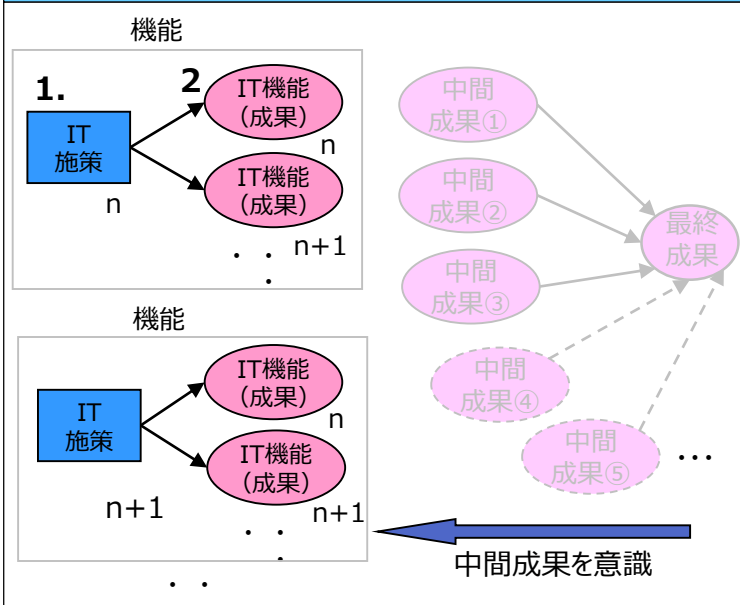 機能
1.
IT
施策
n
2
IT機能
（成果）
n
IT機能
（成果）
n+1
・・
・
機能
IT
施策
n+1
IT機能
（成果）
n
IT機能
（成果）
n+1
・・
・
・・
中間
成果①
中間
成果②
中間
成果③
中間
成果④
中間
成果⑤
…
最終
成果
中間成果を意識